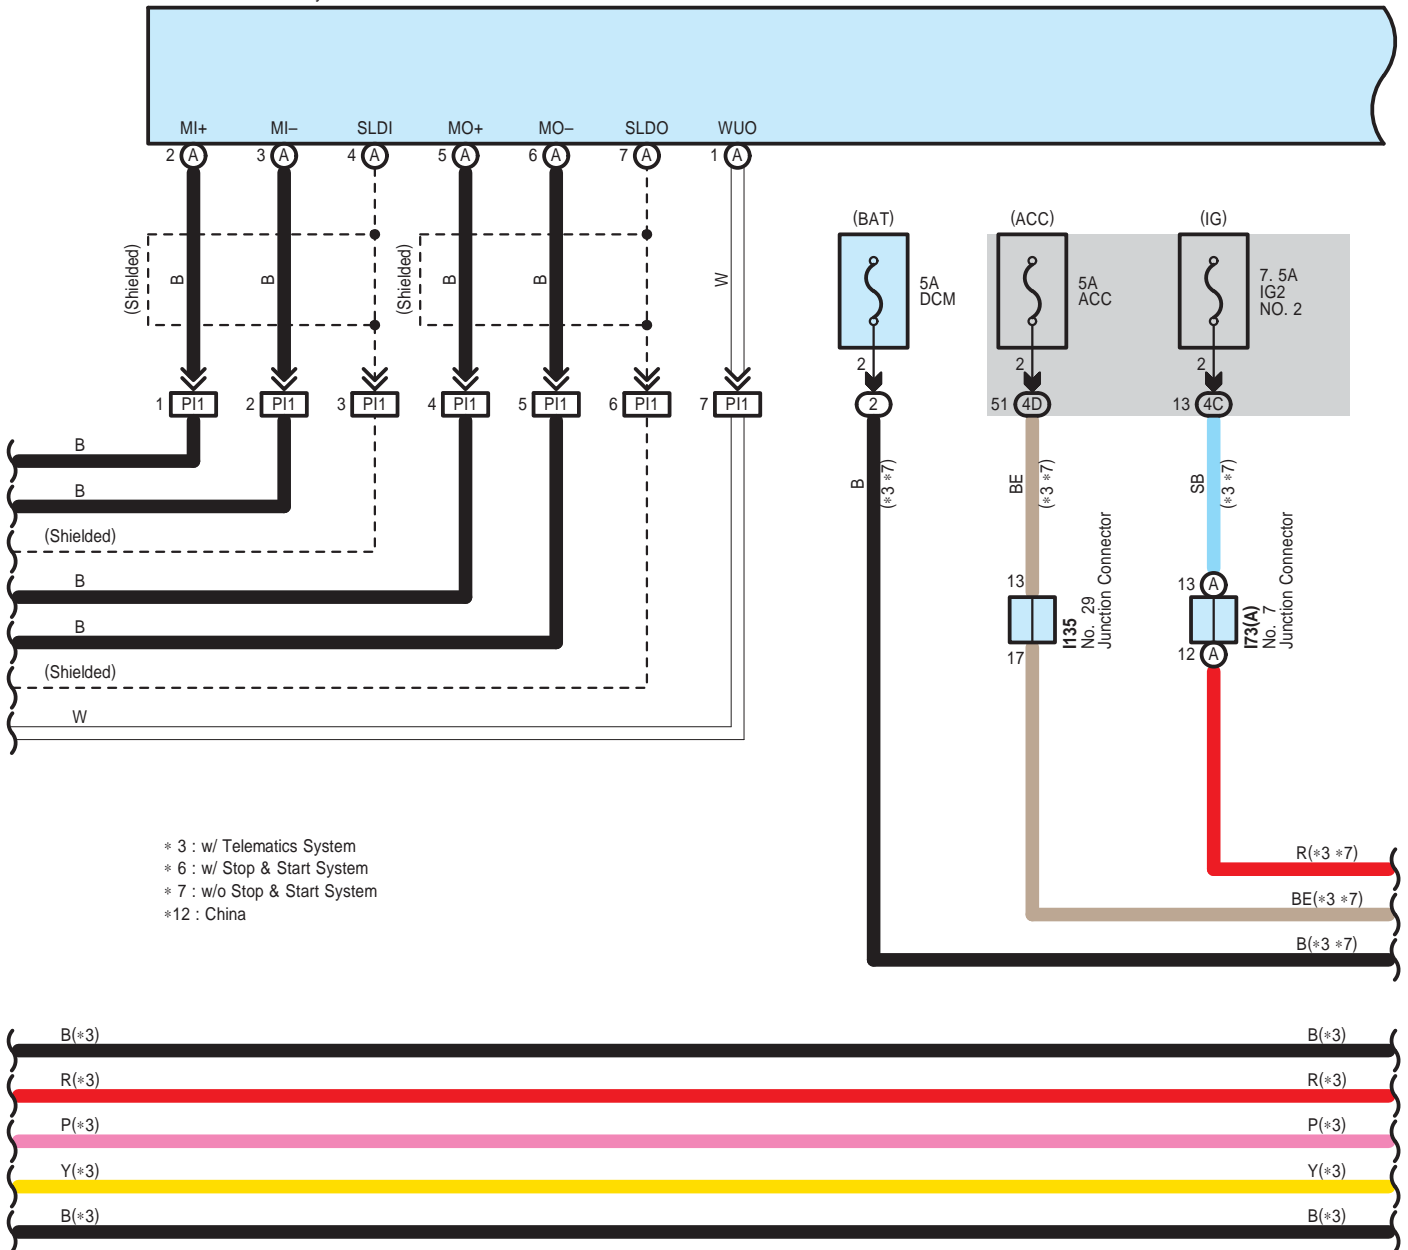 MI+ MI– SLDI MO+ MO– SLDO WUO
2 A 3 A 4 A 5 A 6 A 7 A 1 A
(BAT) (ACC) (IG)
(Shielded) B B (Shielded) B B W
5A
DCM
5A
ACC
7. 5A
IG2
NO. 2
2 2 2
1 PI1 2 PI1 3 PI1 4 PI1 5 PI1 6 PI1 7 PI1
2 51 4D 13 4C
B
B
(Shielded)
B
B
(Shielded)
W
B (∗3 ∗7) BE (∗3 ∗7) SB (∗3 ∗7)
13
17
I135
No. 29
Junction Connector
13 A
12 A
I73(A)
No. 7
Junction Connector
∗ 3 : w/ Telematics System
∗ 6 : w/ Stop & Start System
∗ 7 : w/o Stop & Start System
∗12 : China
R(∗3 ∗7)
BE(∗3 ∗7)
B(∗3 ∗7)
B(∗3) B(∗3)
R(∗3) R(∗3)
P(∗3) P(∗3)
Y(∗3) Y(∗3)
B(∗3) B(∗3)